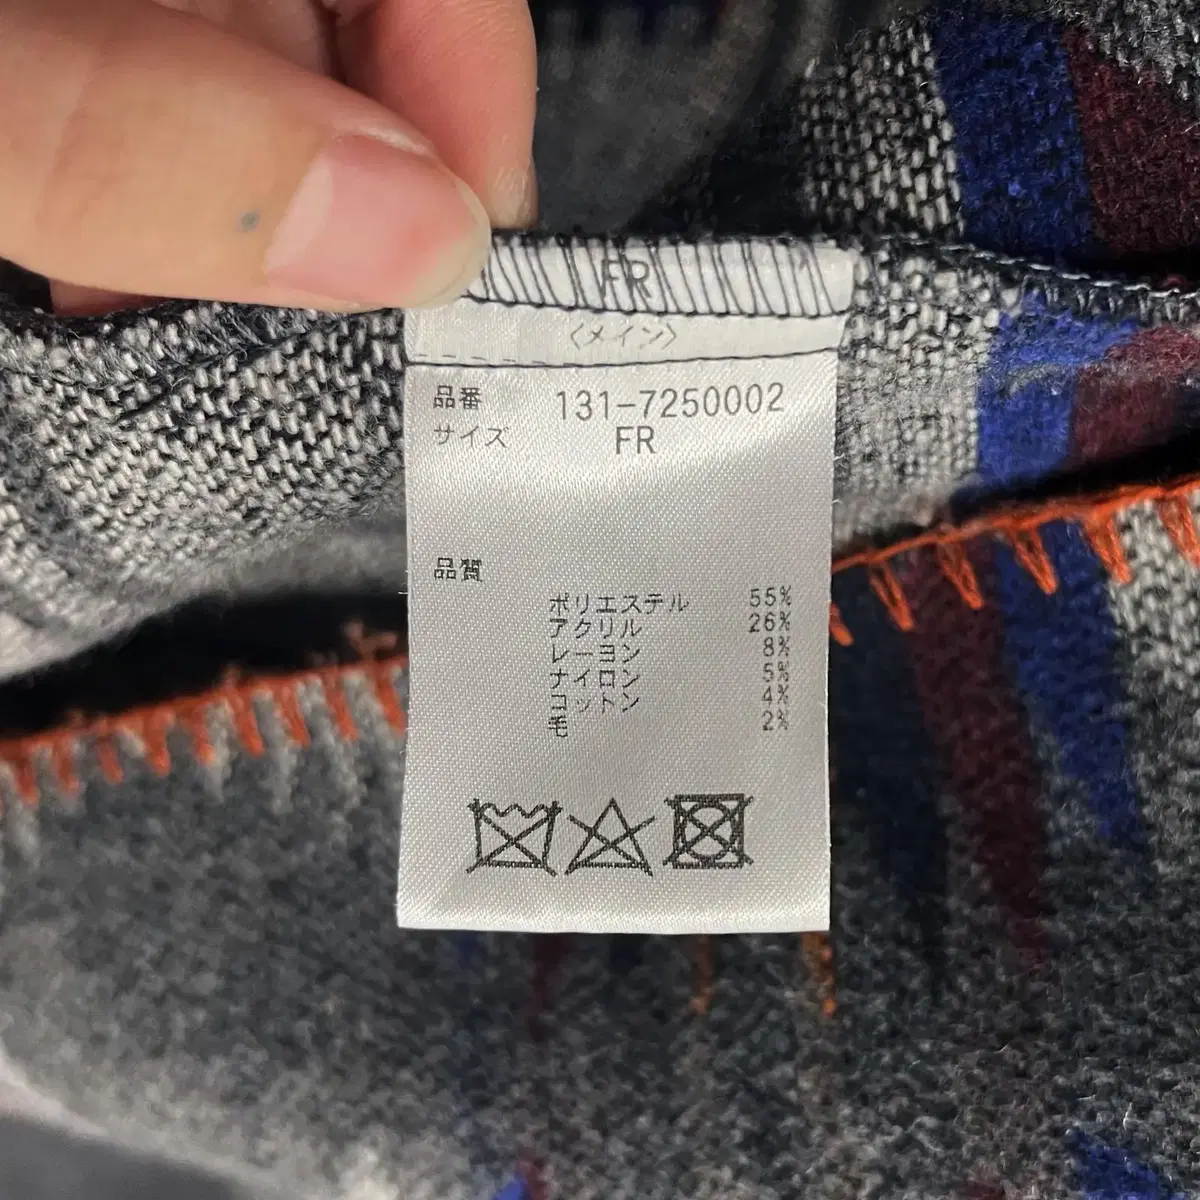 FR
〈メイン〉
品番 131-7250002
サイズ FR
品質
ポリエステル 55%
アクリル 26%
レーヨン 8%
ナイロン 5%
コットン 4%
毛 2%